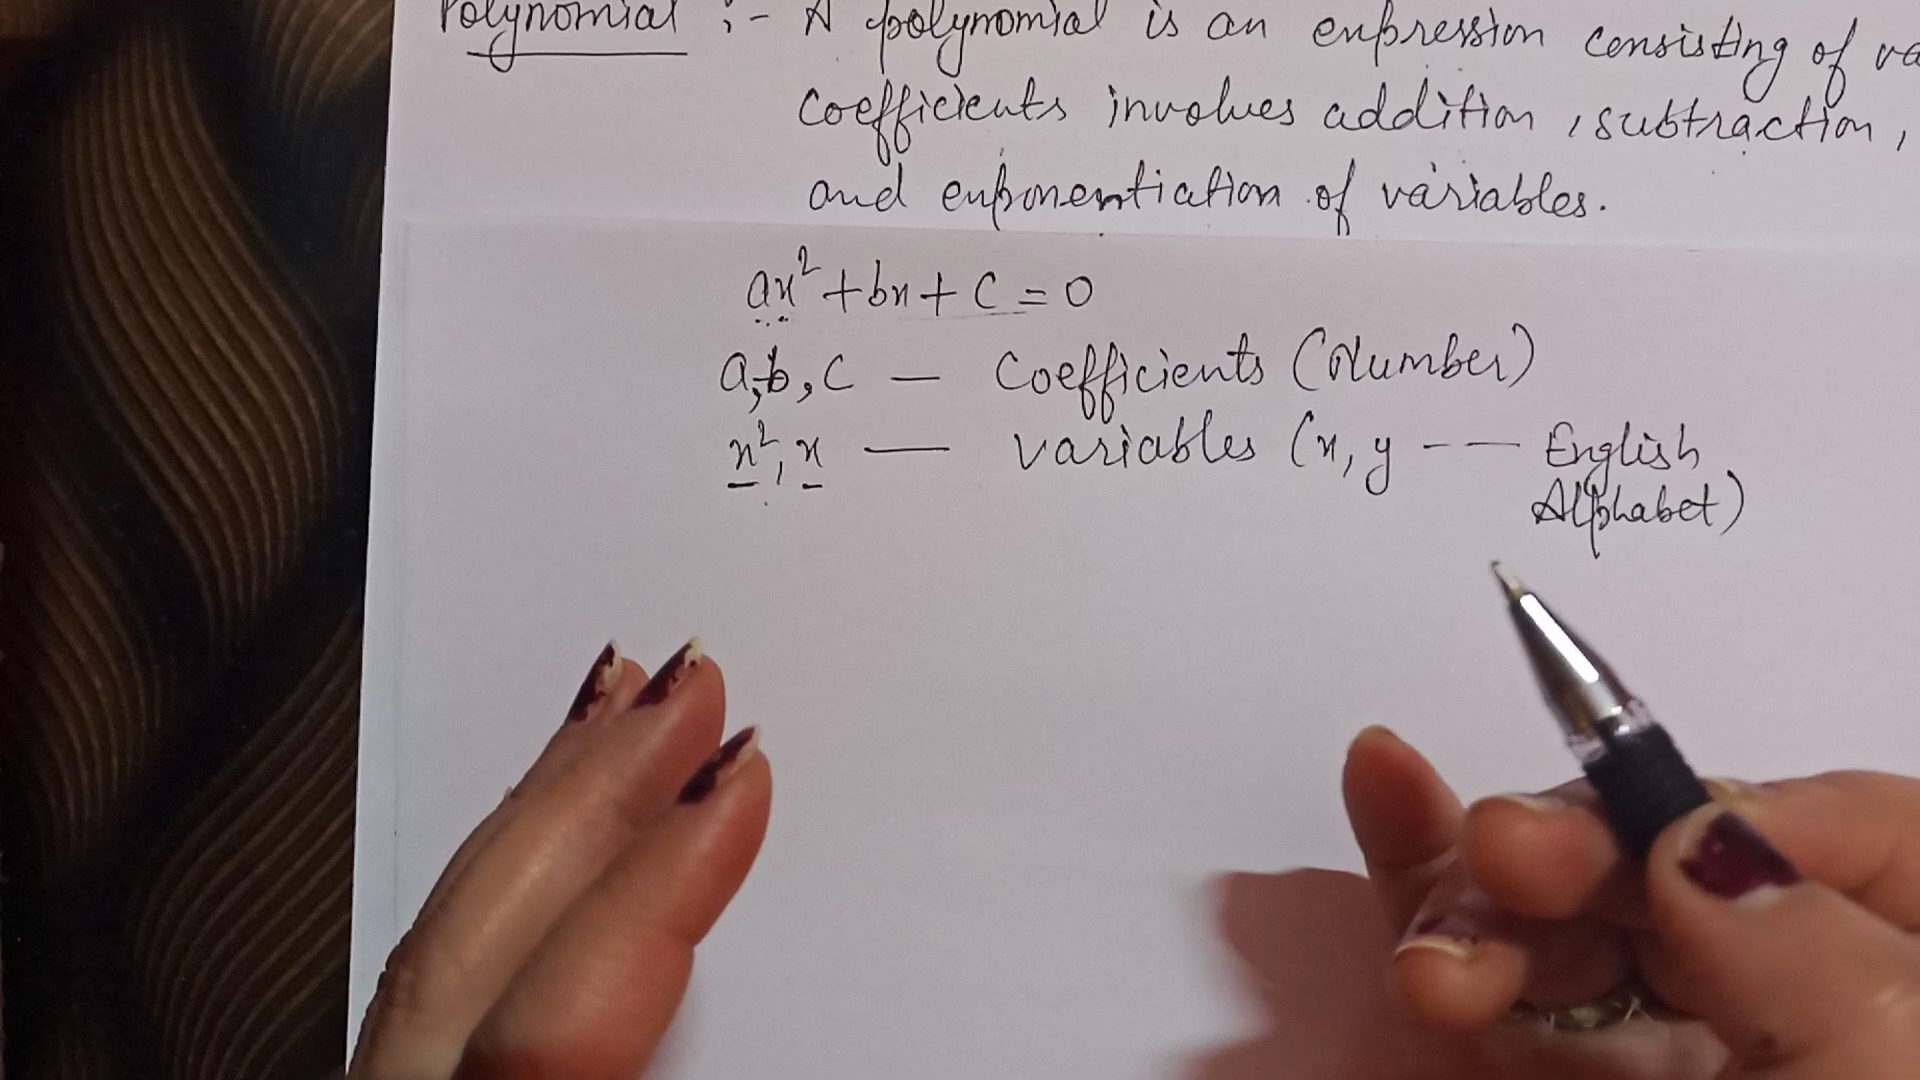 Polynomial :- A polynomial is an expression consisting of
coefficients involves addition, subtraction,
and exponentiation of variables.
ax² + bx + c = 0
a, b, c — Coefficients (Number)
x², x — variables (x, y --- English
Alphabet)